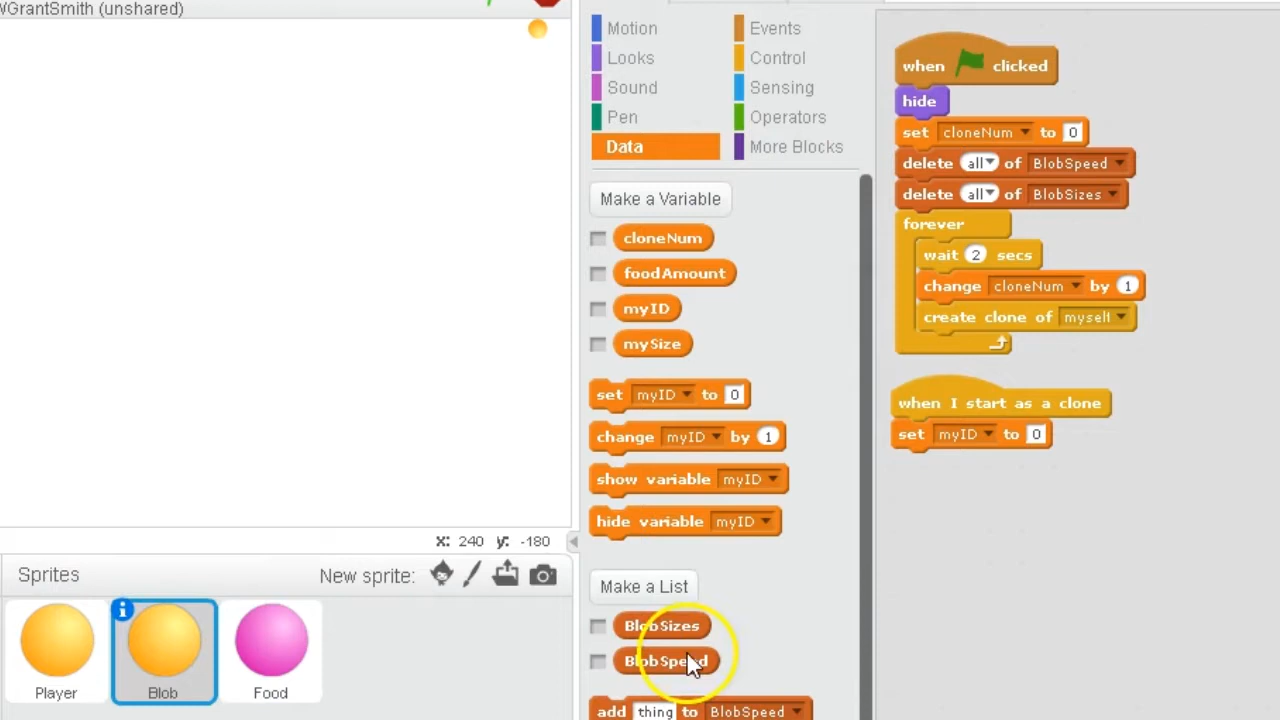 WGrantSmith (unshared)
x: 240 y: -180
Sprites
New sprite:
Player
Blob
Food
Motion
Looks
Sound
Pen
Data
Events
Control
Sensing
Operators
More Blocks
Make a Variable
cloneNum
foodAmount
myID
mySize
set myID to 0
change myID by 1
show variable myID
hide variable myID
Make a List
BlobSizes
BlobSpeed
add thing to BlobSpeed
when clicked
hide
set cloneNum to 0
delete all of BlobSpeed
delete all of BlobSizes
forever
wait 2 secs
change cloneNum by 1
create clone of myself
when I start as a clone
set myID to 0